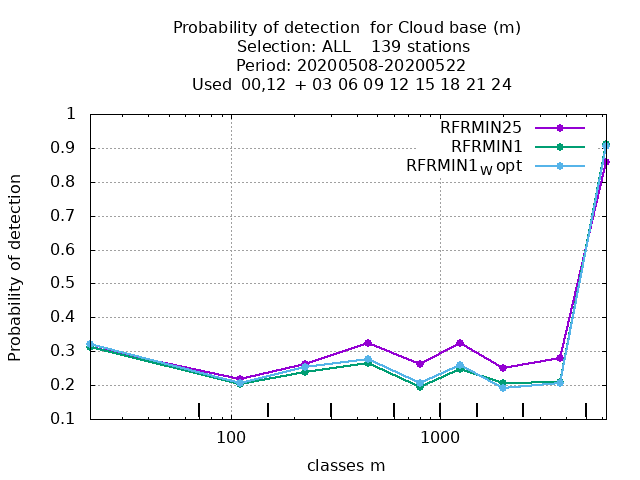 Probability of detection  for Cloud base (m)
Selection: ALL    139 stations
Period: 20200508-20200522
Used  00,12  + 03 06 09 12 15 18 21 24
RFRMIN25
RFRMIN1
RFRMIN1w opt
Probability of detection
1
0.9
0.8
0.7
0.6
0.5
0.4
0.3
0.2
0.1
100
1000
classes m